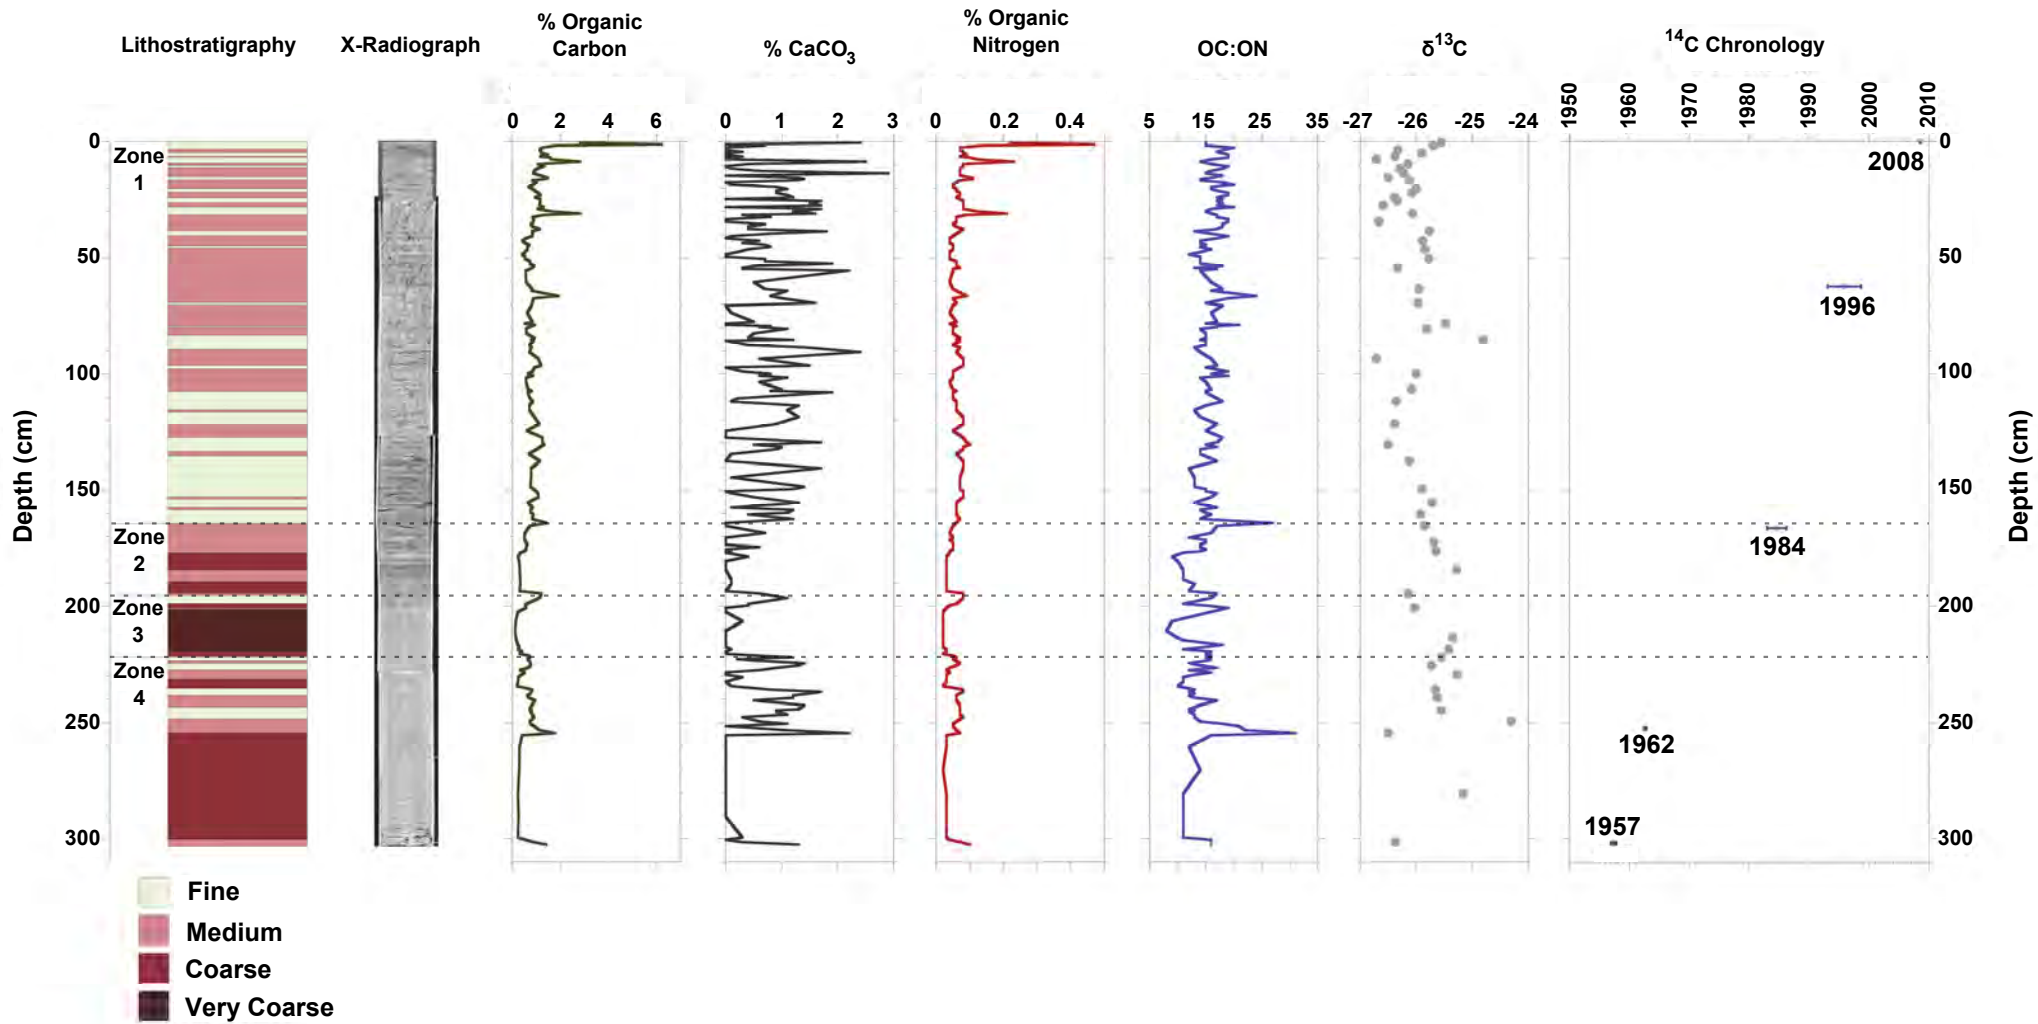 % Organic
Carbon
% Organic
Nitrogen
Lithostratigraphy
X-Radiograph
% CaCO3
OC:ON
δ13C
14C Chronology
0 2 4 6
0 1 2 3
0 0.2 0.4
5 15 25 35
-27 -26 -25 -24
1950 1960 1970 1980 1990 2000 2010
Depth (cm)
0
50
100
150
200
250
300
Zone
1
Zone
2
Zone
3
Zone
4
2008
1996
1984
1962
1957
0
50
100
150
200
250
300
Depth (cm)
Fine
Medium
Coarse
Very Coarse